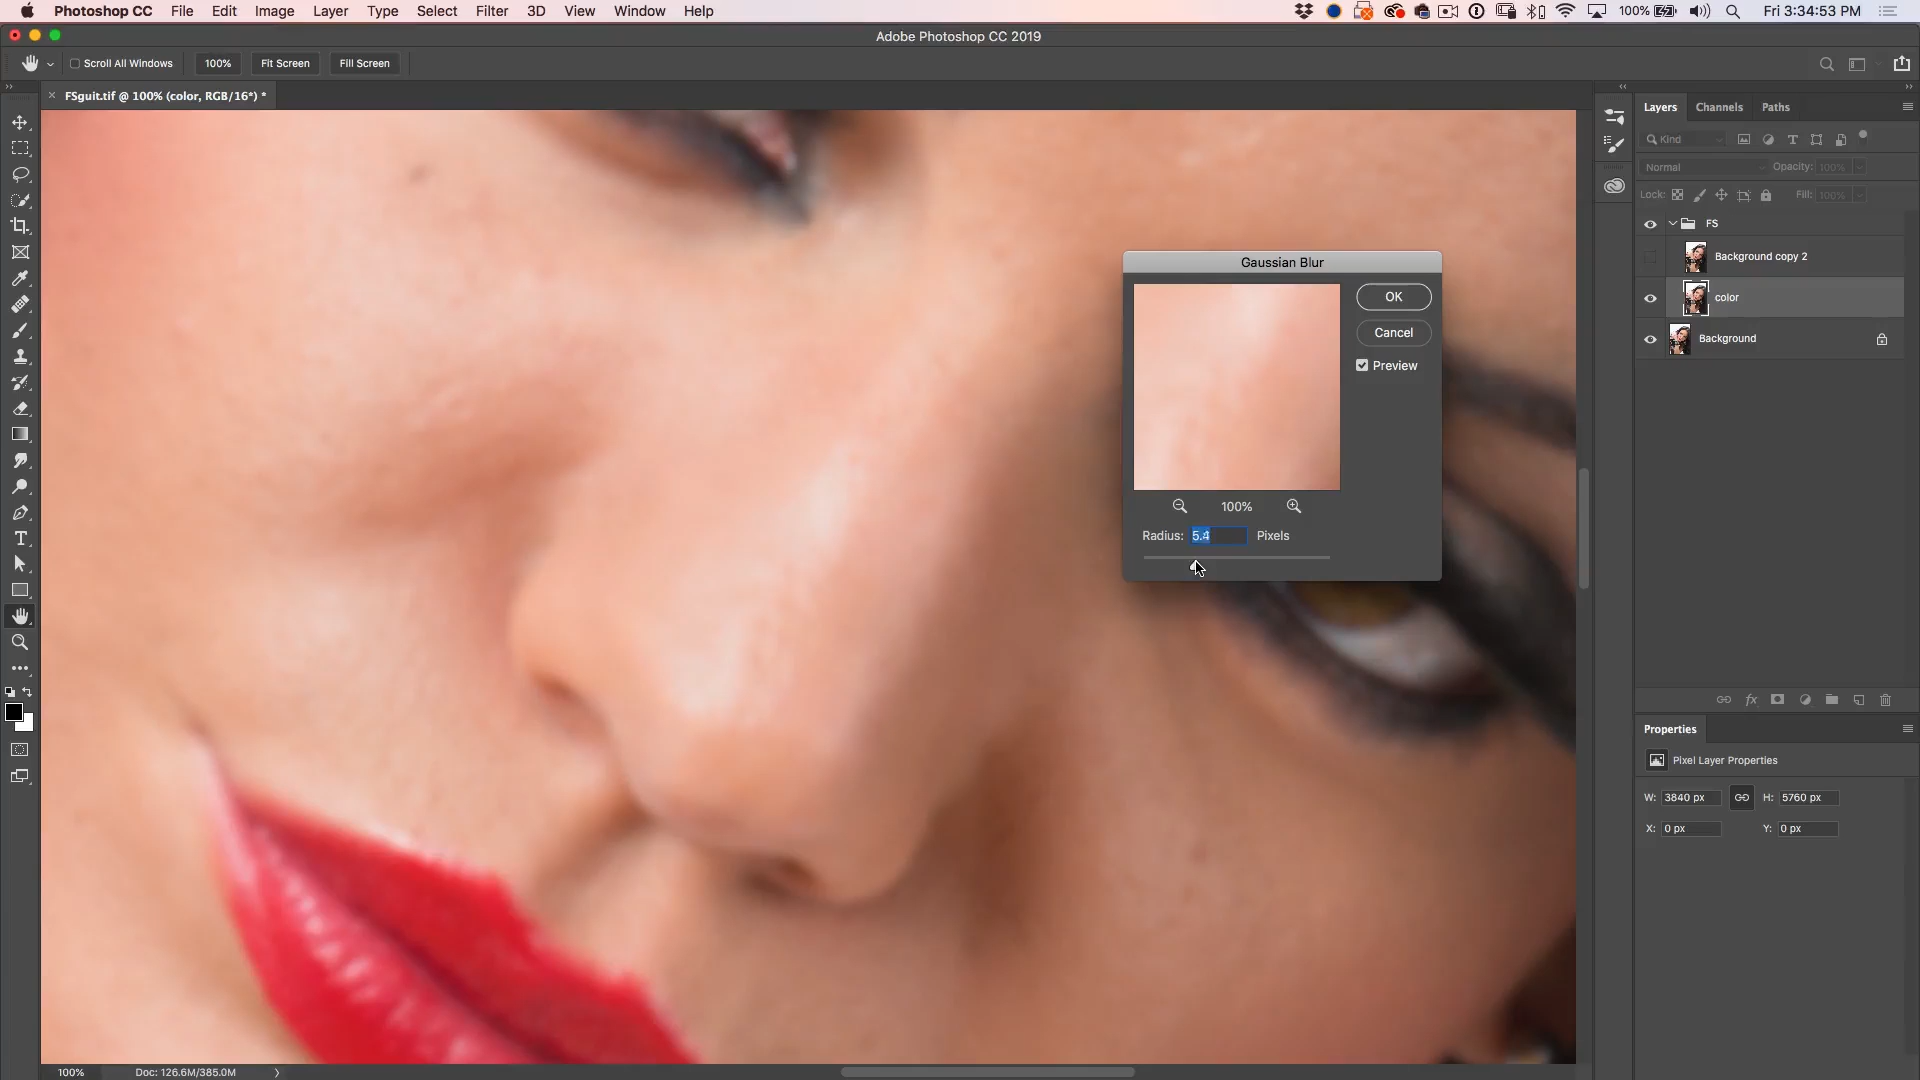 Photoshop CC File Edit Image Layer Type Select Filter 3D View Window Help 100% Fri 3:34:53 PM
Adobe Photoshop CC 2019
Scroll All Windows 100% Fit Screen Fill Screen
FSguit.tif @ 100% (color, RGB/16*) *
Layers Channels Paths
Kind
Normal Opacity: 100%
Lock: Fill: 100%
FS
Background copy 2
color
Background
Gaussian Blur
OK
Cancel
Preview
100%
Radius: 5.4 Pixels
Properties
Pixel Layer Properties
W: 3840 px H: 5760 px
X: 0 px Y: 0 px
100% Doc: 126.6M/385.0M